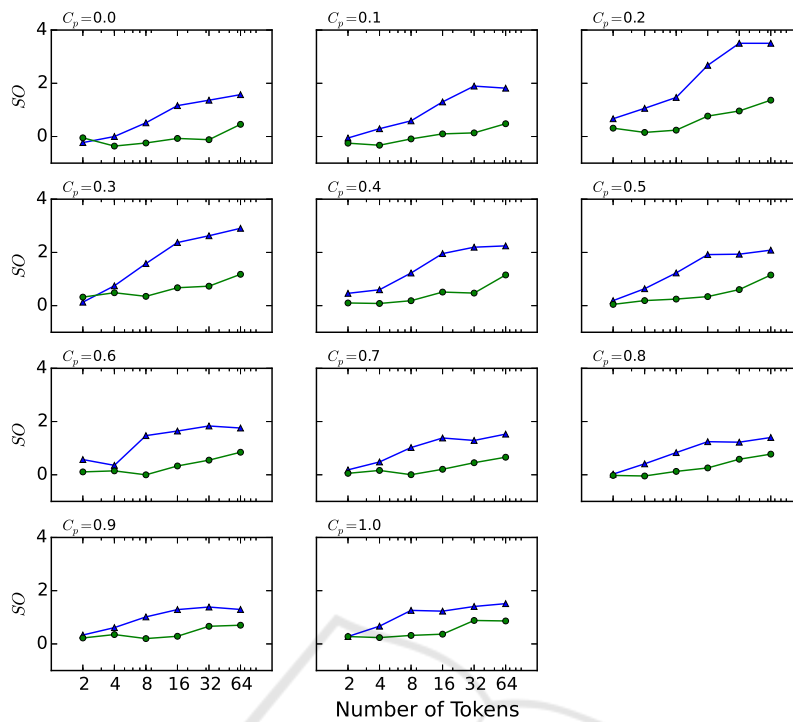 C_p=0.0 C_p=0.1 C_p=0.2
4
2
0
SO
C_p=0.3 C_p=0.4 C_p=0.5
4
2
0
SO
C_p=0.6 C_p=0.7 C_p=0.8
4
2
0
SO
C_p=0.9 C_p=1.0
4
2
0
SO
2 4 8 16 32 64 2 4 8 16 32 64
Number of Tokens